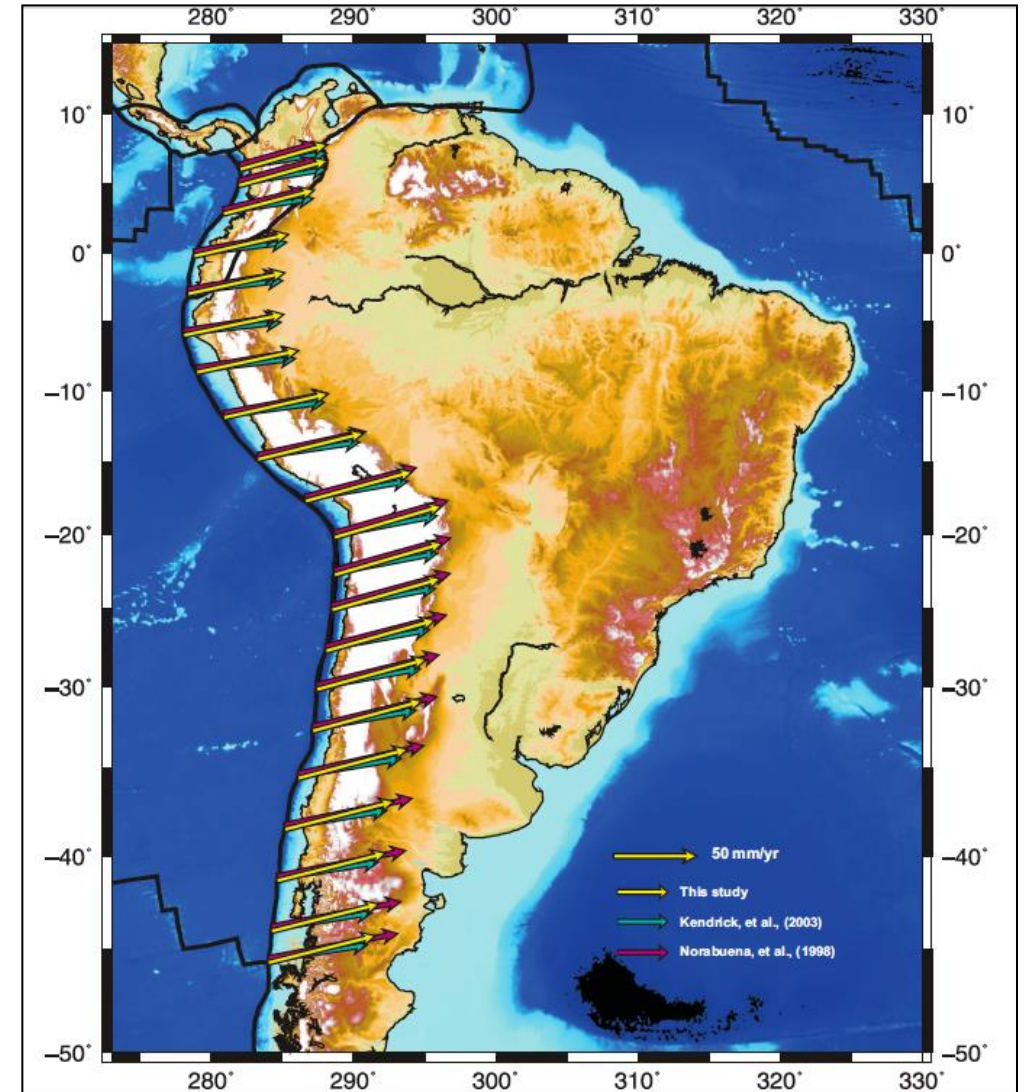 280° 290° 300° 310° 320° 330°
10° 10°
0° 0°
−10° −10°
−20° −20°
−30° −30°
−40° −40°
50 mm/yr
This study
Kendrick, et al., (2003)
Norabuena, et al., (1998)
−50° −50°
280° 290° 300° 310° 320° 330°